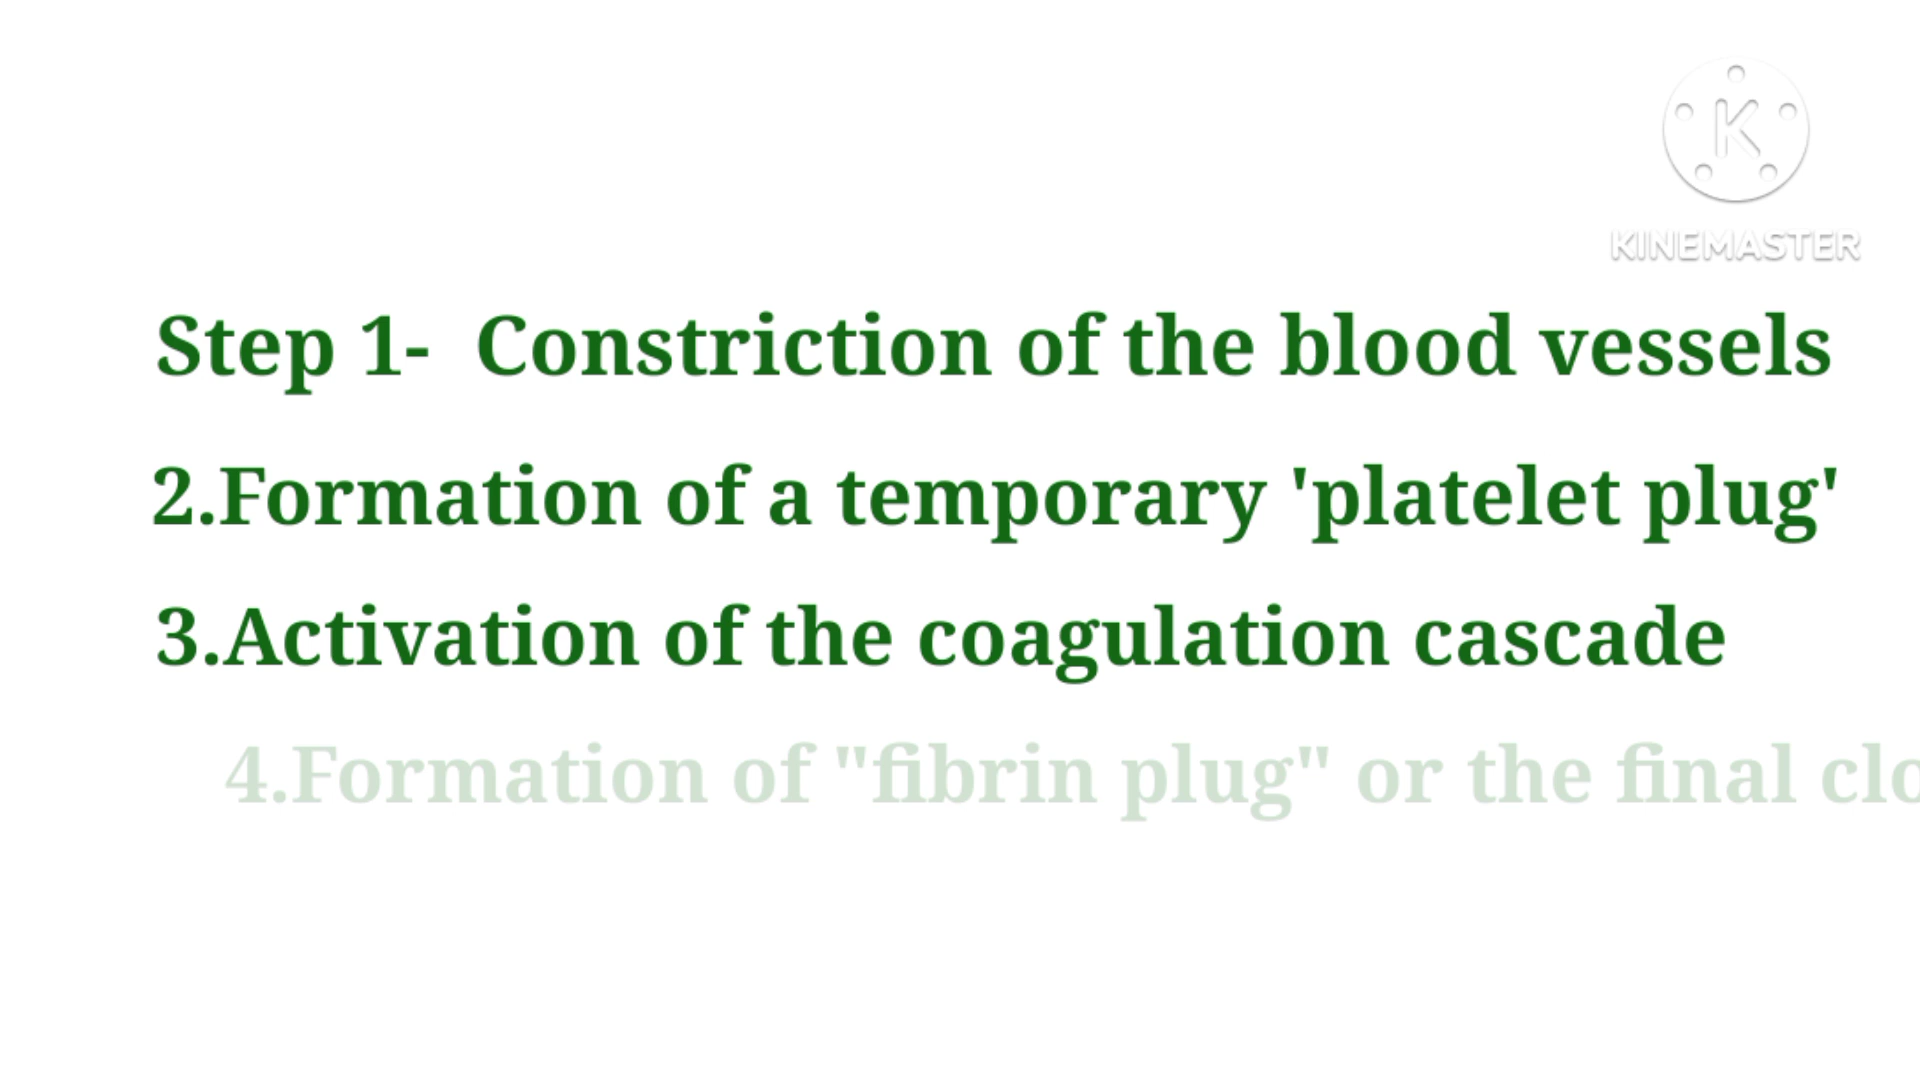 K
KINEMASTER
Step 1- Constriction of the blood vessels
2.Formation of a temporary 'platelet plug'
3.Activation of the coagulation cascade
4.Formation of "fibrin plug" or the final clo